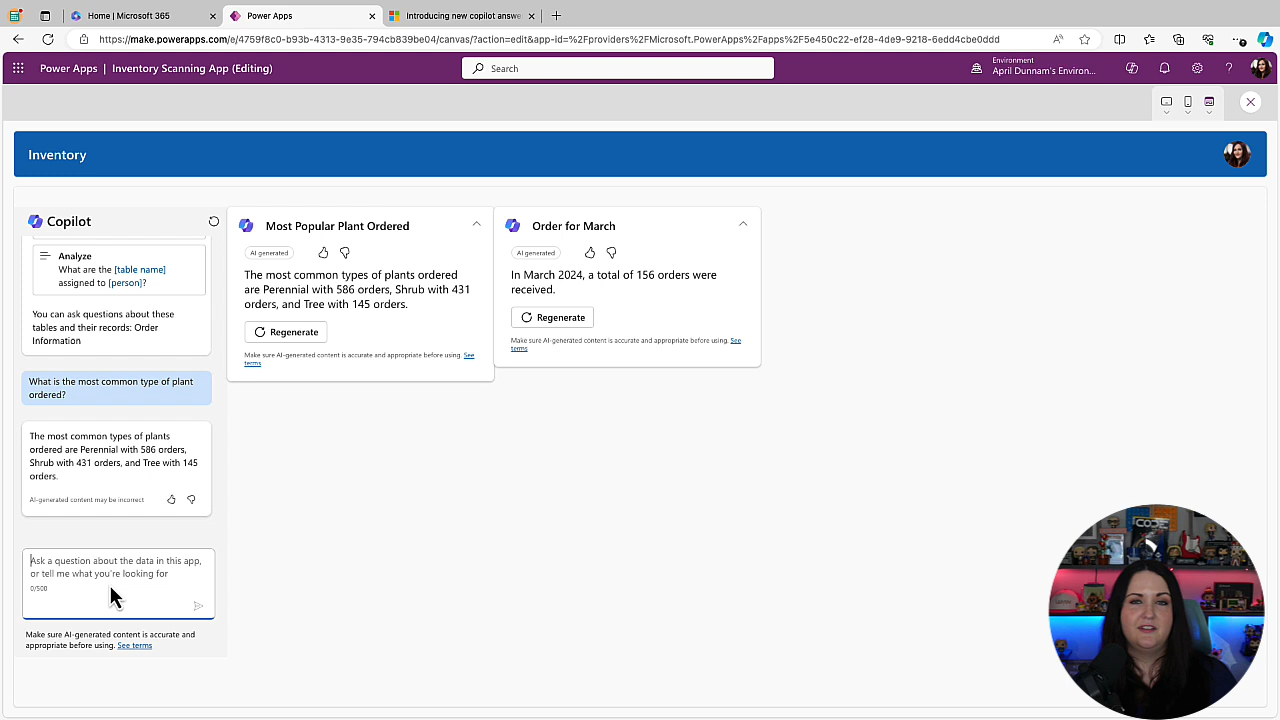 Home | Microsoft 365
Power Apps
Introducing new copilot answe
https://make.powerapps.com/e/4759f8c0-b93b-4313-9e35-794cb839be04/canvas/?action=edit&app-id=%2Fproviders%2FMicrosoft.PowerApps%2Fapps%2F5e450c22-ef28-4de9-9218-6edd4cbe0ddd
Power Apps | Inventory Scanning App (Editing)
Search
Environment
April Dunnam's Environ...
Inventory
Copilot
Analyze
What are the [table name]
assigned to [person]?
You can ask questions about these
tables and their records: Order
Information
What is the most common type of plant
ordered?
The most common types of plants
ordered are Perennial with 586 orders,
Shrub with 431 orders, and Tree with 145
orders.
AI-generated content may be incorrect
Ask a question about the data in this app,
or tell me what you're looking for
0/500
Make sure AI-generated content is accurate and
appropriate before using. See terms
Most Popular Plant Ordered
AI generated
The most common types of plants ordered
are Perennial with 586 orders, Shrub with 431
orders, and Tree with 145 orders.
Regenerate
Make sure AI-generated content is accurate and appropriate before using. See
terms
Order for March
AI generated
In March 2024, a total of 156 orders were
received.
Regenerate
Make sure AI-generated content is accurate and appropriate before using. See
terms
CODE